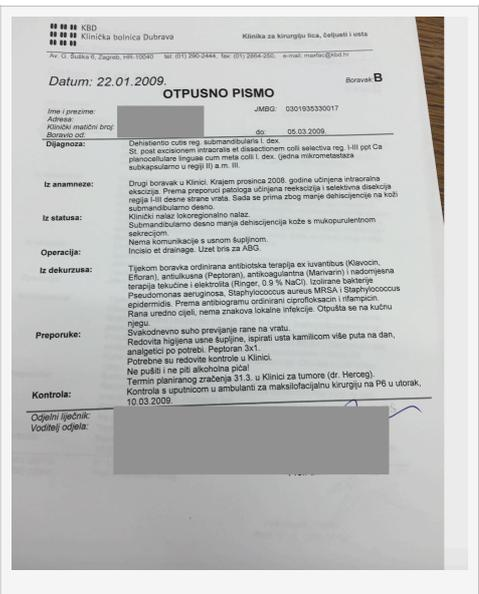 KBD
Klinička bolnica Dubrava
Klinika za kirurgiju lica, čeljusti i usta
Av. G. Šuška 6, Zagreb, HR-10040 tel: (01) 290-2444, fax: (01) 2864-250, e-mail: maxfac@kbd.hr
Datum: 22.01.2009.
Boravak B
OTPUSNO PISMO
Ime i prezime: JMBG: 0301935330017
Adresa:
Klinički matični broj:
Boravio od: do: 05.03.2009.
Dijagnoza: Dehistentio cutis reg. submandibularis l. dex.
St. post excisionem intraoralis et dissectionem colli selectiva reg. I-III ppt Ca
planocellulare linguae cum meta colli l. dex. (jedna mikrometastaza
subkapsularno u regiji II) a.m. III.
Iz anamneze: Drugi boravak u Klinici. Krajem prosinca 2008. godine učinjena intraoralna
ekscizija. Prema preporuci patologa učinjena reekscizija i selektivna disekcija
regija I-III desne strane vrata. Sada se prima zbog manje dehiscijencije na koži
submandibularno desno.
Iz statusa: Klinički nalaz lokoregionalno nalaz.
Submandibularno desno manja dehiscijencija kože s mukopurulentnom
sekrecijom.
Nema komunikacije s usnom šupljinom.
Operacija: Incisio et drainage. Uzet bris za ABG.
Iz dekurzusa: Tijekom boravka ordinirana antibiotska terapija ex iuvantibus (Klavocin,
Efloran), antiulkusna (Peptoran), antikoagulantna (Marivarin) i nadomjesna
terapija tekućine i elektrolita (Ringer, 0.9 % NaCl). Izolirane bakterije
Pseudomonas aeruginosa, Staphylococcus aureus MRSA i Staphylococcus
epidermidis. Prema antibiogramu ordinirani ciprofloksacin i rifampicin.
Rana uredno cijeli, nema znakova lokalne infekcije. Otpušta se na kućnu
njegu.
Preporuke: Svakodnevno suho previjanje rane na vratu.
Redovita higijena usne šupljine, ispirati usta kamilicom više puta na dan,
analgetici po potrebi. Peptoran 3x1.
Potrebne su redovite kontrole u Klinici.
Ne pušiti i ne piti alkoholna pića!
Termin planiranog zračenja 31.3. u Klinici za tumore (dr. Herceg).
Kontrola: Kontrola s uputnicom u ambulanti za maksilofacijalnu kirurgiju na P6 u utorak,
10.03.2009.
Odjelni liječnik:
Voditelj odjela: